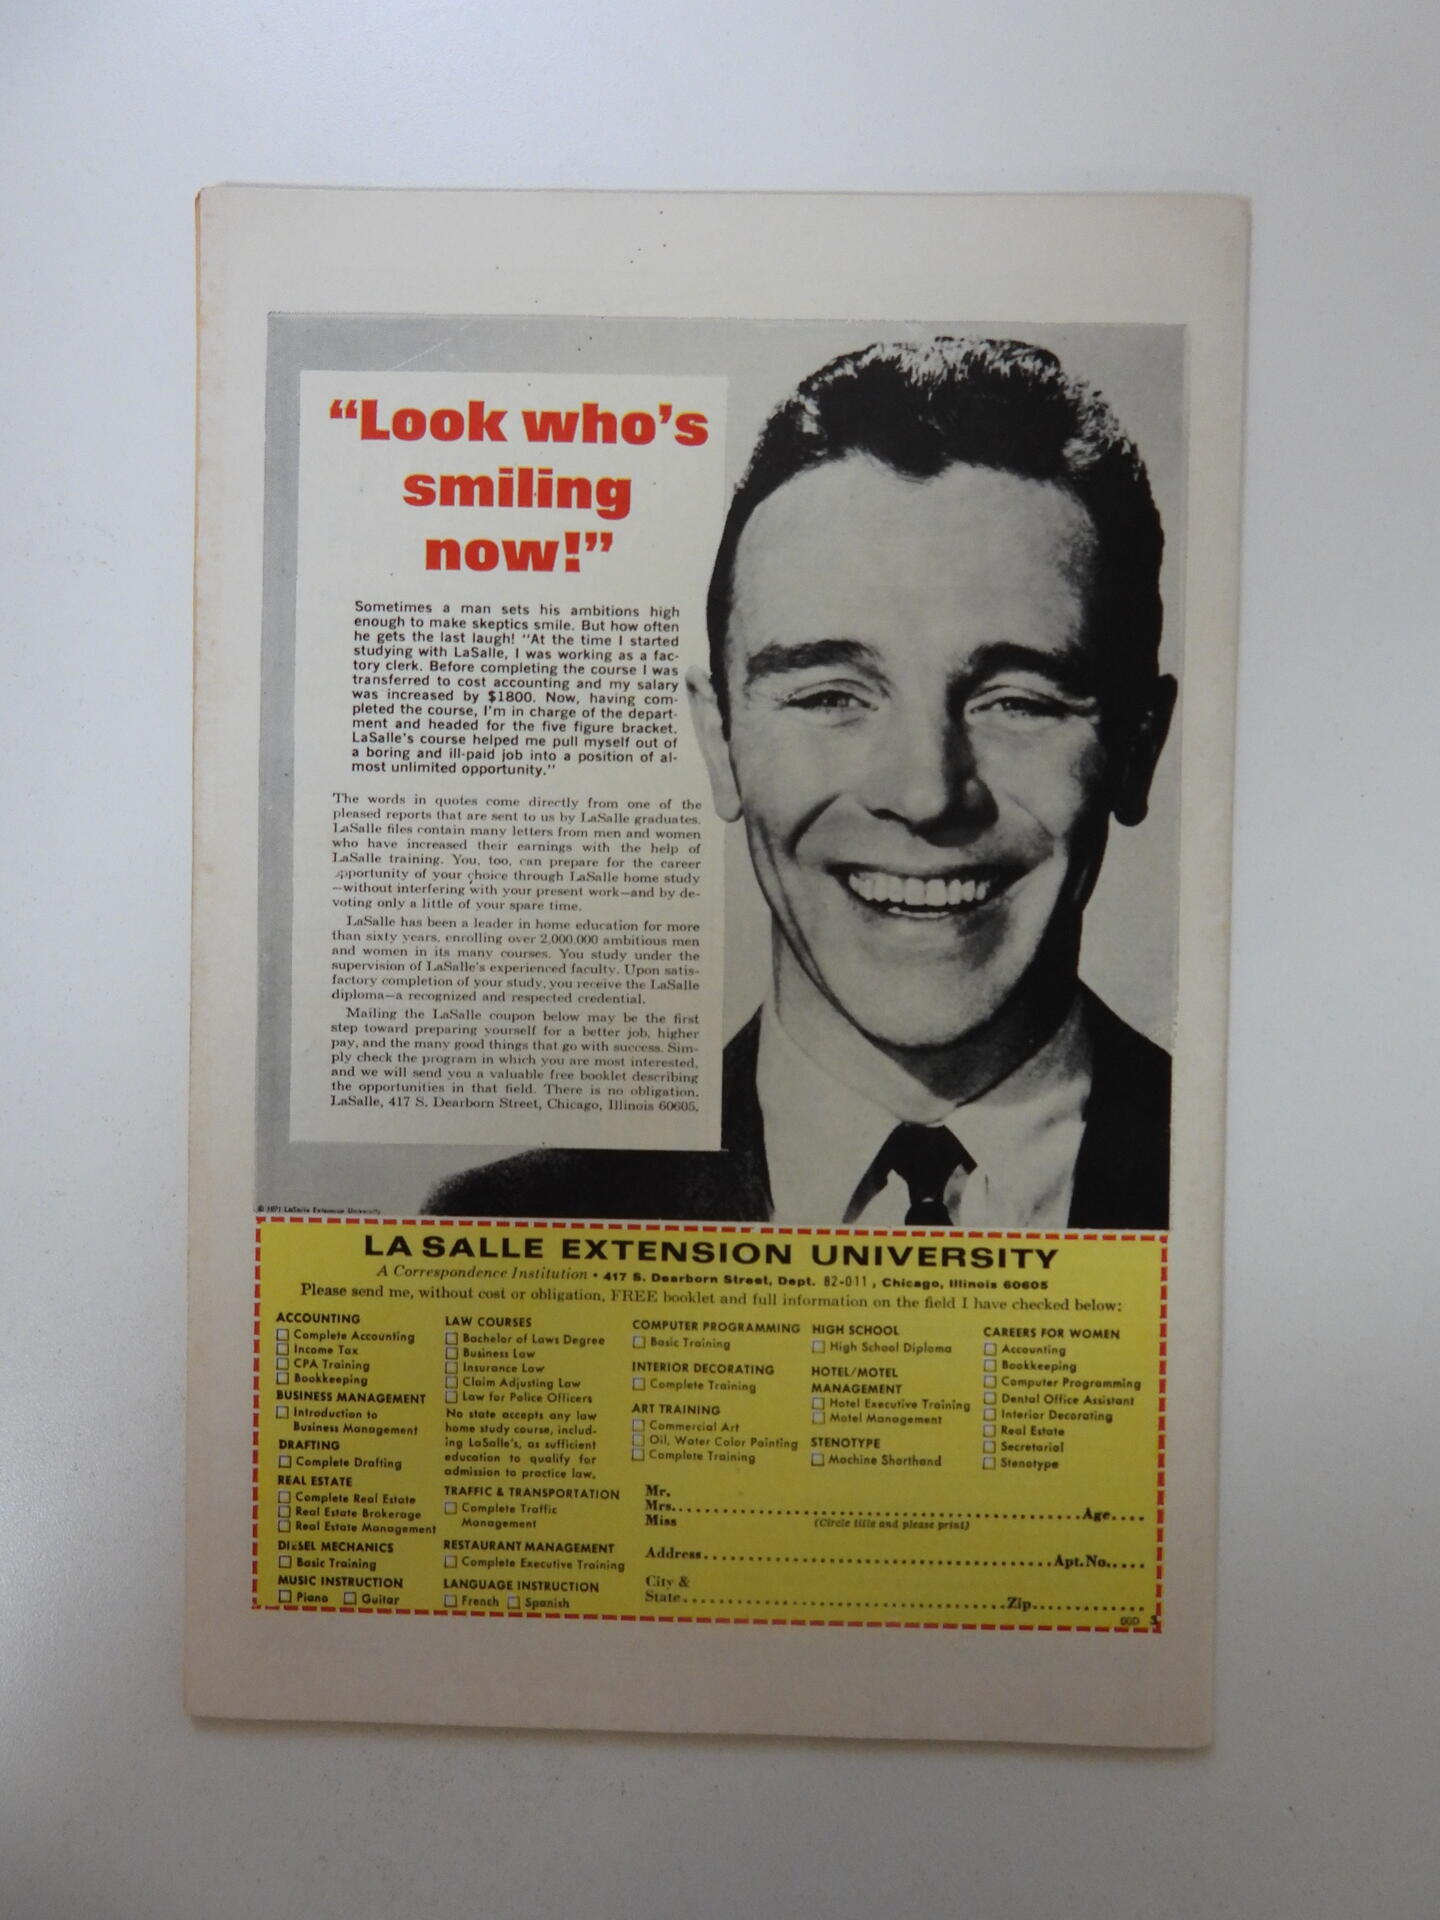 “Look who’s
smiling
now!”
Sometimes a man sets his ambitions high
enough to make skeptics smile. But how often
he gets the last laugh! “At the time I started
studying with LaSalle, I was working as a fac-
tory clerk. Before completing the course I was
transferred to cost accounting and my salary
was increased by $1800. Now, having com-
pleted the course, I’m in charge of the depart-
ment and headed for the five figure bracket.
LaSalle’s course helped me pull myself out of
a boring and ill-paid job into a position of al-
most unlimited opportunity.”
The words in quotes come directly from one of the
pleased reports that are sent to us by LaSalle graduates.
LaSalle files contain many letters from men and women
who have increased their earnings with the help of
LaSalle training. You, too, can prepare for the career
opportunity of your choice through LaSalle home study
—without interfering with your present work—and by de-
voting only a little of your spare time.
LaSalle has been a leader in home education for more
than sixty years, enrolling over 2,000,000 ambitious men
and women in its many courses. You study under the
supervision of LaSalle’s experienced faculty. Upon satis-
factory completion of your study, you receive the LaSalle
diploma—a recognized and respected credential.
Mailing the LaSalle coupon below may be the first
step toward preparing yourself for a better job, higher
pay, and the many good things that go with success. Sim-
ply check the program in which you are most interested,
and we will send you a valuable free booklet describing
the opportunities in that field. There is no obligation.
LaSalle, 417 S. Dearborn Street, Chicago, Illinois 60605.
© 1971 LaSalle Extension University
LA SALLE EXTENSION UNIVERSITY
A Correspondence Institution • 417 S. Dearborn Street, Dept. 82-011, Chicago, Illinois 60605
Please send me, without cost or obligation, FREE booklet and full information on the field I have checked below:
ACCOUNTING
Complete Accounting
Income Tax
CPA Training
Bookkeeping
BUSINESS MANAGEMENT
Introduction to
Business Management
DRAFTING
Complete Drafting
REAL ESTATE
Complete Real Estate
Real Estate Brokerage
Real Estate Management
DIESEL MECHANICS
Basic Training
MUSIC INSTRUCTION
Piano Guitar
LAW COURSES
Bachelor of Laws Degree
Business Law
Insurance Law
Claim Adjusting Law
Law for Police Officers
No state accepts any law
home study course, includ-
ing LaSalle’s, as sufficient
education to qualify for
admission to practice law.
TRAFFIC & TRANSPORTATION
Complete Traffic
Management
RESTAURANT MANAGEMENT
Complete Executive Training
LANGUAGE INSTRUCTION
French Spanish
COMPUTER PROGRAMMING
Basic Training
INTERIOR DECORATING
Complete Training
ART TRAINING
Commercial Art
Oil, Water Color Painting
Complete Training
HIGH SCHOOL
High School Diploma
HOTEL/MOTEL
MANAGEMENT
Hotel Executive Training
Motel Management
STENOTYPE
Machine Shorthand
CAREERS FOR WOMEN
Accounting
Bookkeeping
Computer Programming
Dental Office Assistant
Interior Decorating
Real Estate
Secretarial
Stenotype
Mr.
Mrs. Age
Miss (Circle title and please print)
Address Apt. No.
City &
State Zip
3